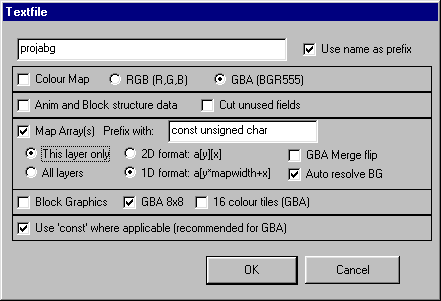 Textfile
projabg
Use name as prefix
Colour Map RGB (R,G,B) GBA (BGR555)
Anim and Block structure data Cut unused fields
Map Array(s) Prefix with: const unsigned char
This layer only 2D format: a[y][x] GBA Merge flip
All layers 1D format: a[y*mapwidth+x] Auto resolve BG
Block Graphics GBA 8x8 16 colour tiles (GBA)
Use 'const' where applicable (recommended for GBA)
OK Cancel